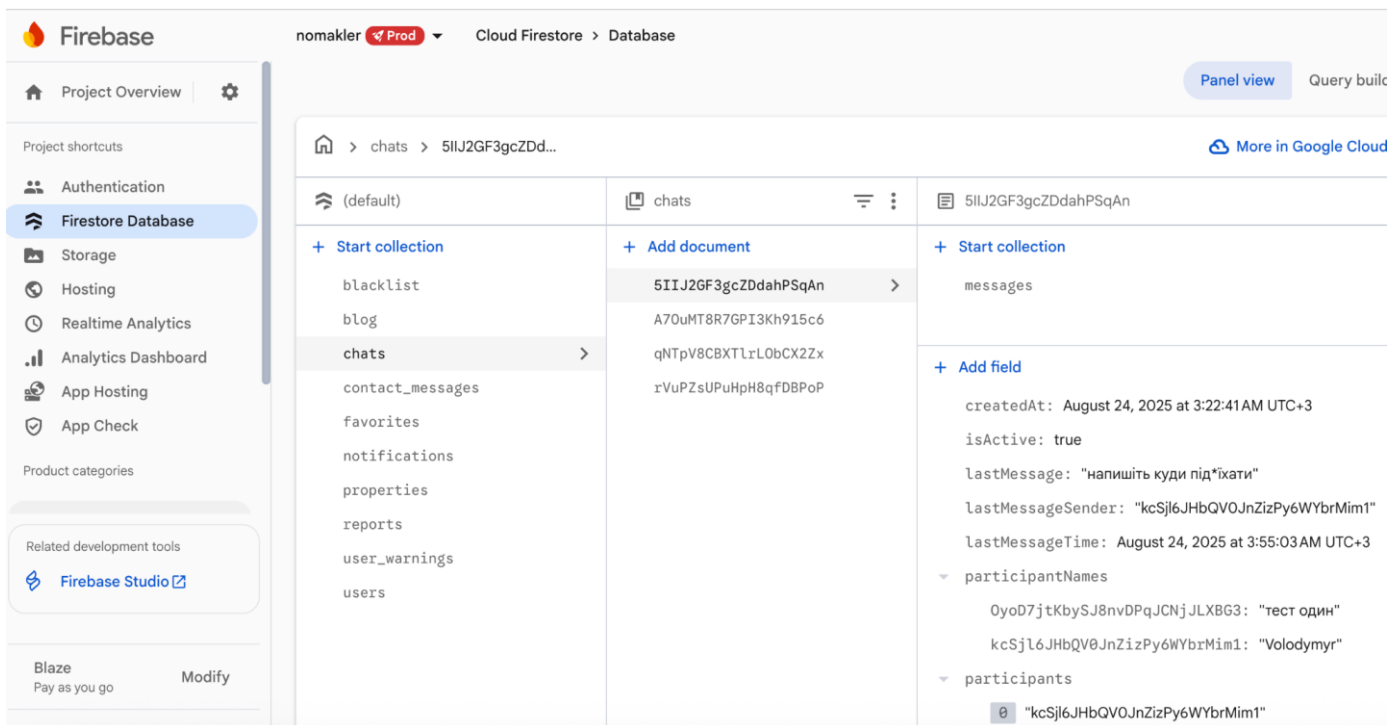 Firebase
nomakler Prod Cloud Firestore > Database
Project Overview
Panel view Query build
Project shortcuts
chats > 5IIJ2GF3gcZDd... More in Google Cloud
Authentication
Firestore Database
Storage
Hosting
Realtime Analytics
Analytics Dashboard
App Hosting
App Check
Product categories
Related development tools
Firebase Studio
Blaze
Pay as you go
Modify
(default)
+ Start collection
blacklist
blog
chats
contact_messages
favorites
notifications
properties
reports
user_warnings
users
chats
+ Add document
5IIJ2GF3gcZDdahPSqAn
A7OuMT8R7GPI3Kh915c6
qNTpV8CBXTlrLObCX2Zx
rVuPZsUPuHpH8qfDBPoP
5IIJ2GF3gcZDdahPSqAn
+ Start collection
messages
+ Add field
createdAt: August 24, 2025 at 3:22:41 AM UTC+3
isActive: true
lastMessage: "напишіть куди під*їхати"
lastMessageSender: "kcSjl6JHbQV0JnZizPy6WYbrMim1"
lastMessageTime: August 24, 2025 at 3:55:03 AM UTC+3
participantNames
OyoD7jtKbySJ8nvDPqJCNjJLXBG3: "тест один"
kcSjl6JHbQV0JnZizPy6WYbrMim1: "Volodymyr"
participants
0 "kcSjl6JHbQV0JnZizPy6WYbrMim1"